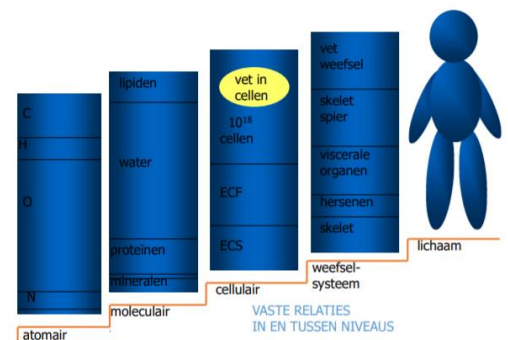 C
H
O
N
atomair
lipiden
water
proteïnen
mineralen
moleculair
vet in
cellen
10¹⁸
cellen
ECF
ECS
cellulair
vet
weefsel
skelet
spier
viscerale
organen
hersenen
skelet
weefsel-
systeem
lichaam
VASTE RELATIES
IN EN TUSSEN NIVEAUS